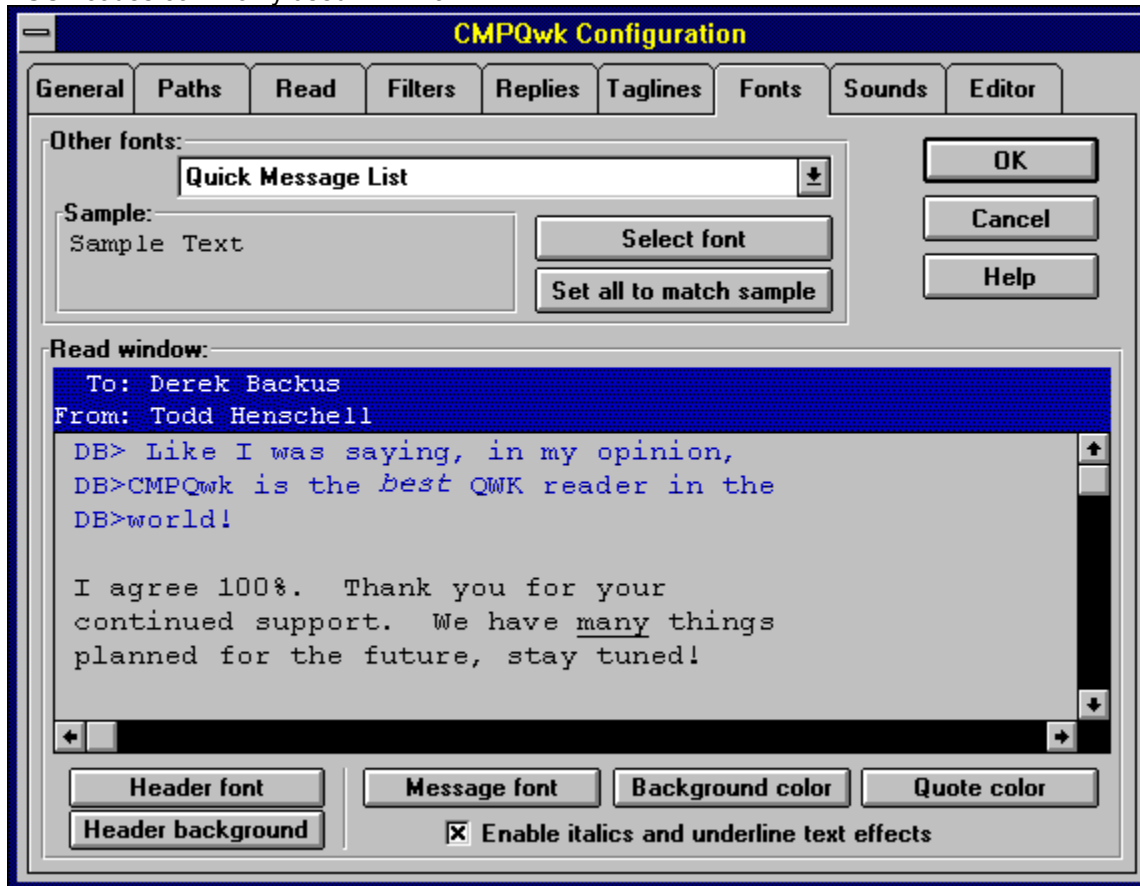 CMPQwk Configuration
General Paths Read Filters Replies Taglines Fonts Sounds Editor
Other fonts:
Quick Message List
OK
Sample:
Sample Text
Select font
Cancel
Set all to match sample
Help
Read window:
To: Derek Backus
From: Todd Henschell
DB> Like I was saying, in my opinion,
DB>CMPQwk is the best QWK reader in the
DB>world!
I agree 100%.  Thank you for your
continued support.  We have many things
planned for the future, stay tuned!
Header font
Message font
Background color
Quote color
Header background
Enable italics and underline text effects